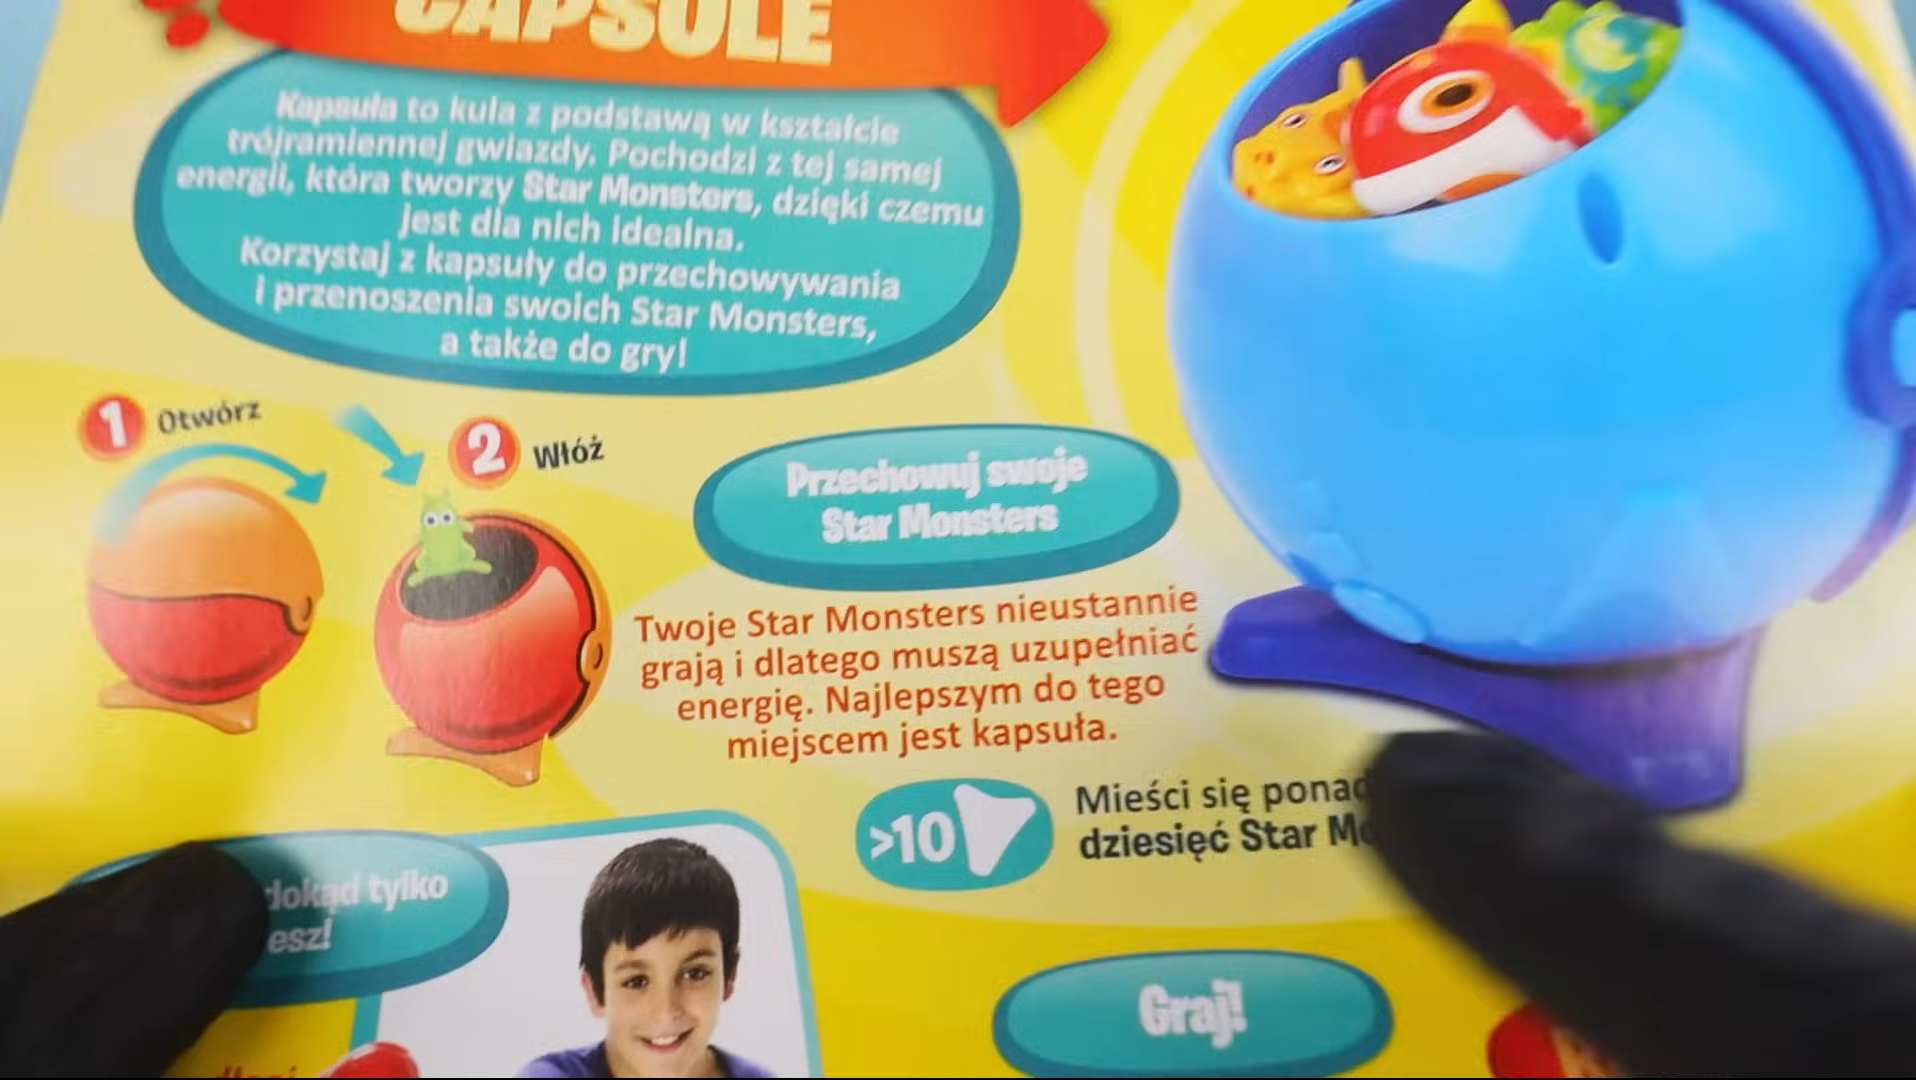 CAPSULE
Kapsuła to kula z podstawą w kształcie
trójramiennej gwiazdy. Pochodzi z tej samej
energii, która tworzy Star Monsters, dzięki czemu
jest dla nich idealna.
Korzystaj z kapsuły do przechowywania
i przenoszenia swoich Star Monsters,
a także do gry!
1 Otwórz
2 Włóż
Przechowuj swoje
Star Monsters
Twoje Star Monsters nieustannie
grają i dlatego muszą uzupełniać
energię. Najlepszym do tego
miejscem jest kapsuła.
>10
Mieści się ponad
dziesięć Star
dokąd tylko
esz!
Graj!